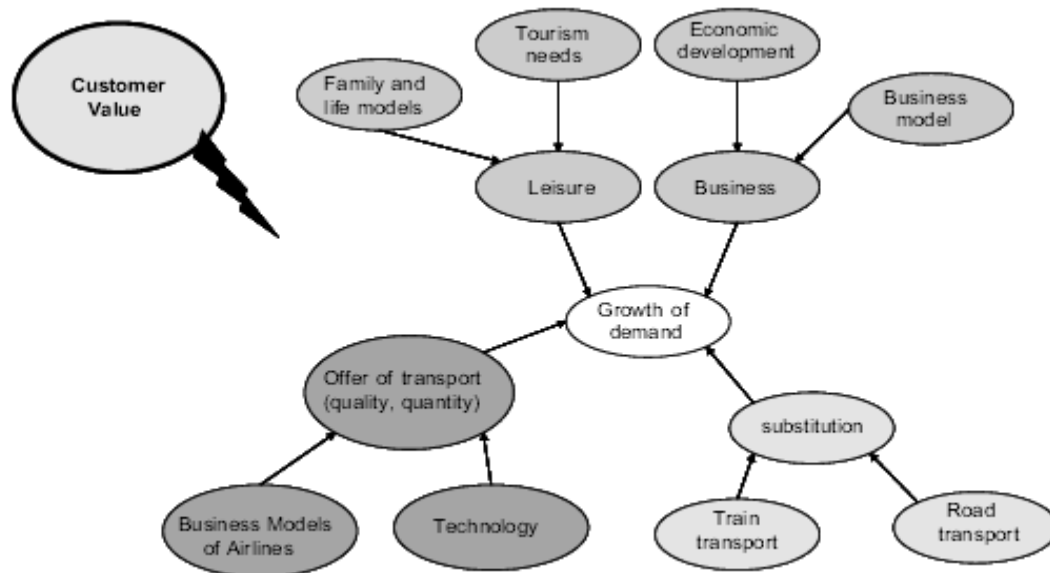 Customer
Value
Family and
life models
Tourism
needs
Economic
development
Business
model
Leisure
Business
Growth of
demand
Offer of transport
(quality, quantity)
substitution
Business Models
of Airlines
Technology
Train
transport
Road
transport